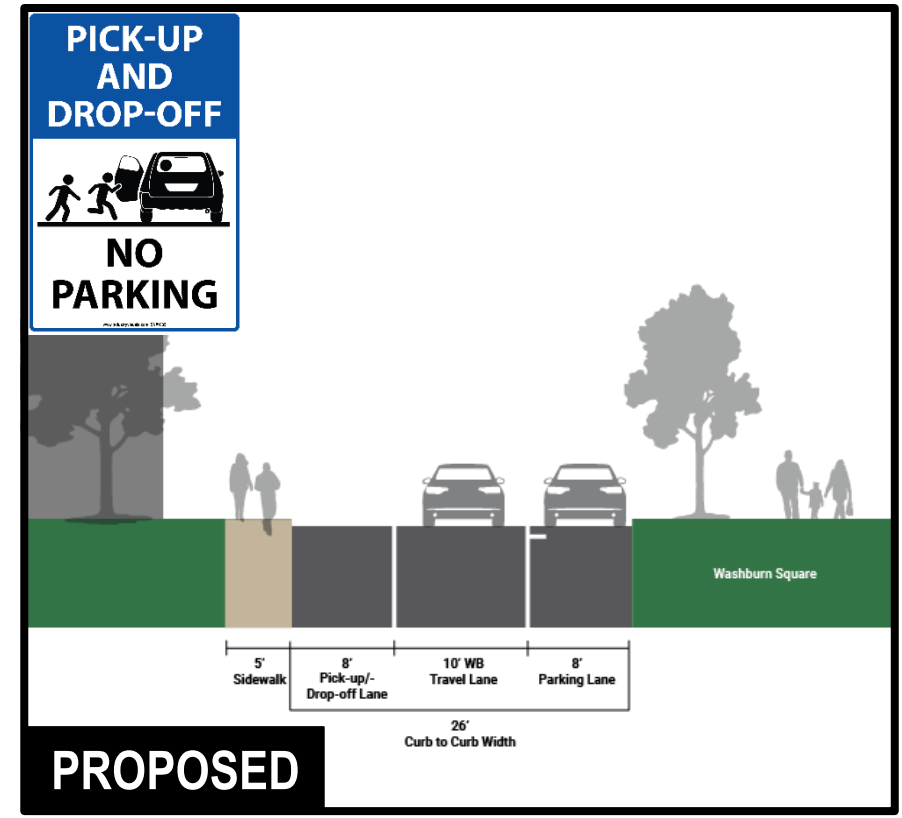 PICK-UP
AND
DROP-OFF
NO
PARKING
Washburn Square
5'
Sidewalk
8'
Pick-up/-
Drop-off Lane
10' WB
Travel Lane
8'
Parking Lane
26'
Curb to Curb Width
PROPOSED